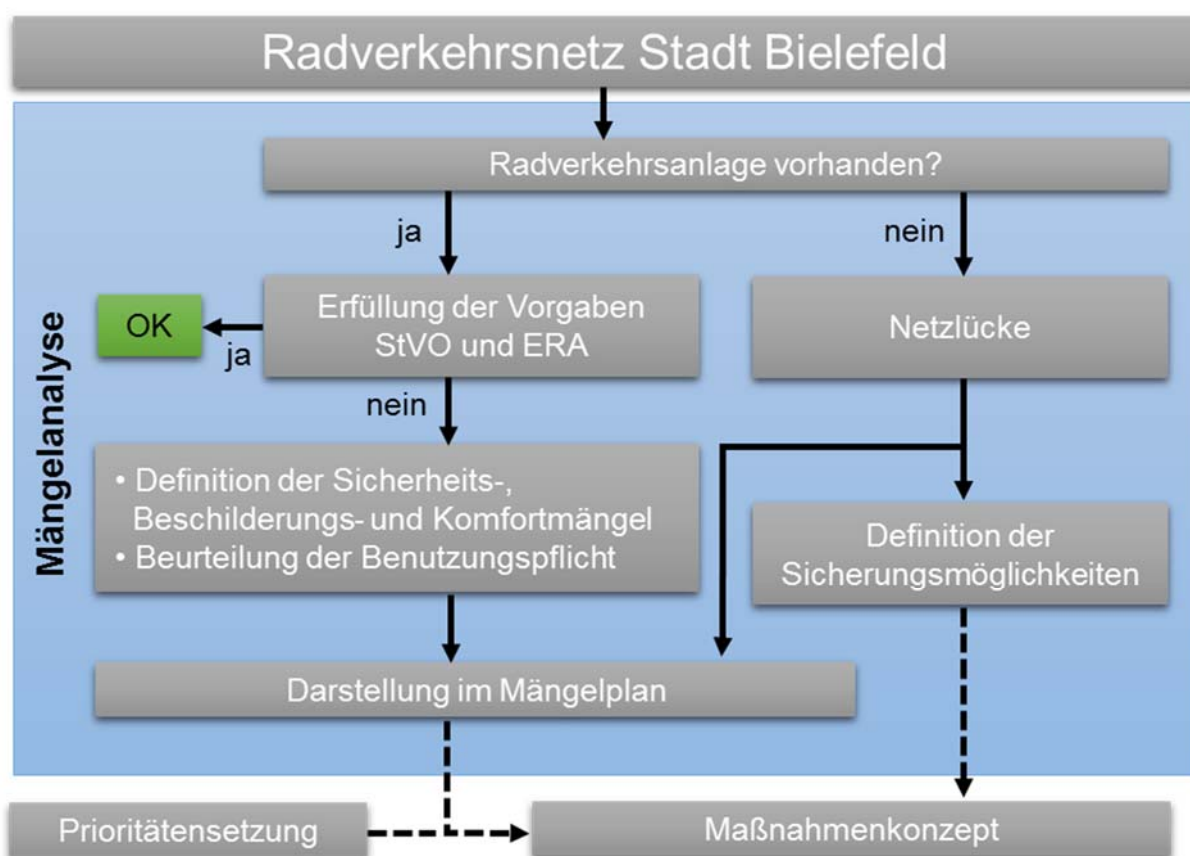 Radverkehrsnetz Stadt Bielefeld
Radverkehrsanlage vorhanden?
ja
nein
Mängelanalyse
OK
ja
Erfüllung der Vorgaben
StVO und ERA
Netzlücke
nein
• Definition der Sicherheits-,
Beschilderungs- und Komfortmängel
• Beurteilung der Benutzungspflicht
Definition der
Sicherungsmöglichkeiten
Darstellung im Mängelplan
Prioritätensetzung
Maßnahmenkonzept